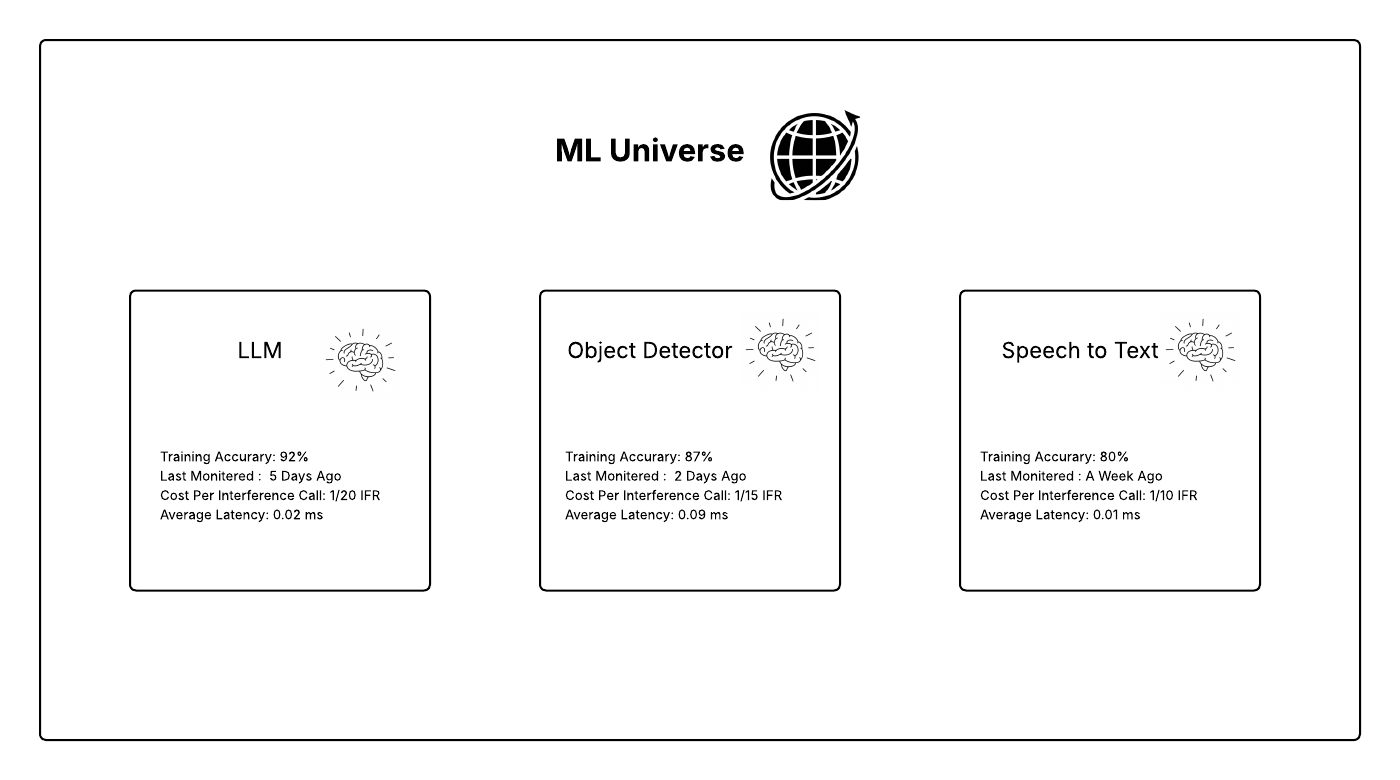 ML Universe
LLM
Training Accurary: 92%
Last Monitered :  5 Days Ago
Cost Per Interference Call: 1/20 IFR
Average Latency: 0.02 ms
Object Detector
Training Accurary: 87%
Last Monitered :  2 Days Ago
Cost Per Interference Call: 1/15 IFR
Average Latency: 0.09 ms
Speech to Text
Training Accurary: 80%
Last Monitered : A Week Ago
Cost Per Interference Call: 1/10 IFR
Average Latency: 0.01 ms